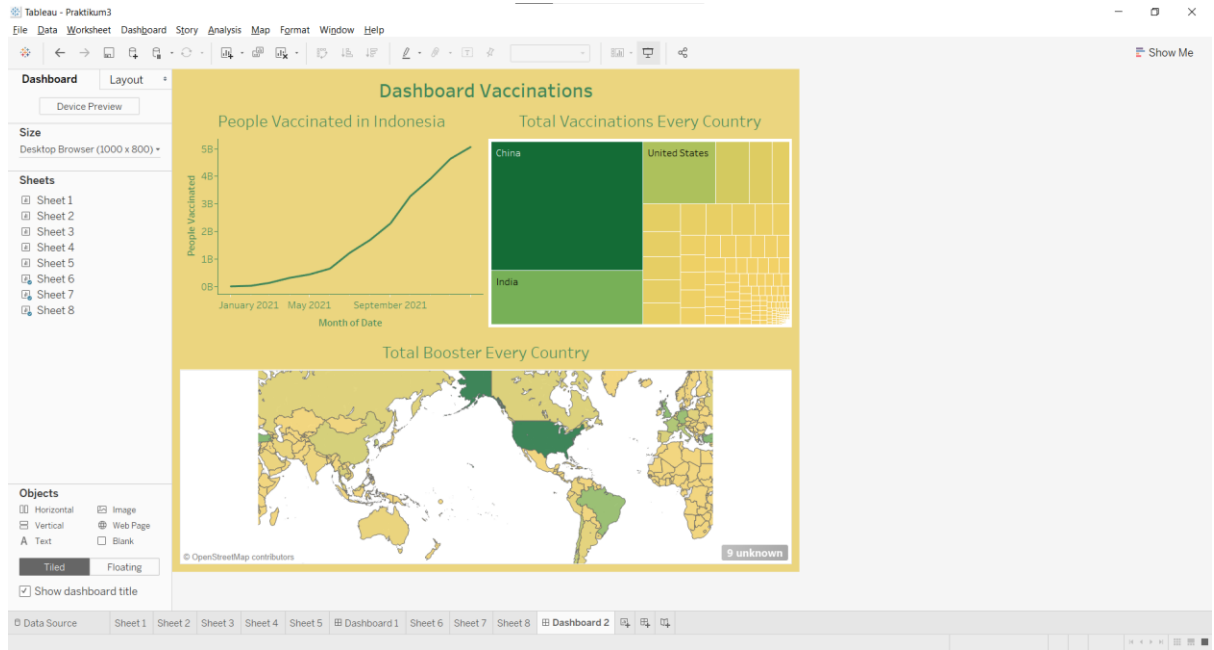 Tableau - Praktikum3
File Data Worksheet Dashboard Story Analysis Map Format Window Help
Show Me
Dashboard Layout
Device Preview
Size
Desktop Browser (1000 x 800)
Sheets
Sheet 1
Sheet 2
Sheet 3
Sheet 4
Sheet 5
Sheet 6
Sheet 7
Sheet 8
Objects
Horizontal Image
Vertical Web Page
A Text Blank
Tiled Floating
Show dashboard title
Dashboard Vaccinations
People Vaccinated in Indonesia
People Vaccinated
5B
4B
3B
2B
1B
0B
January 2021 May 2021 September 2021
Month of Date
Total Vaccinations Every Country
China
United States
India
Total Booster Every Country
© OpenStreetMap contributors
9 unknown
Data Source Sheet 1 Sheet 2 Sheet 3 Sheet 4 Sheet 5 Dashboard 1 Sheet 6 Sheet 7 Sheet 8 Dashboard 2